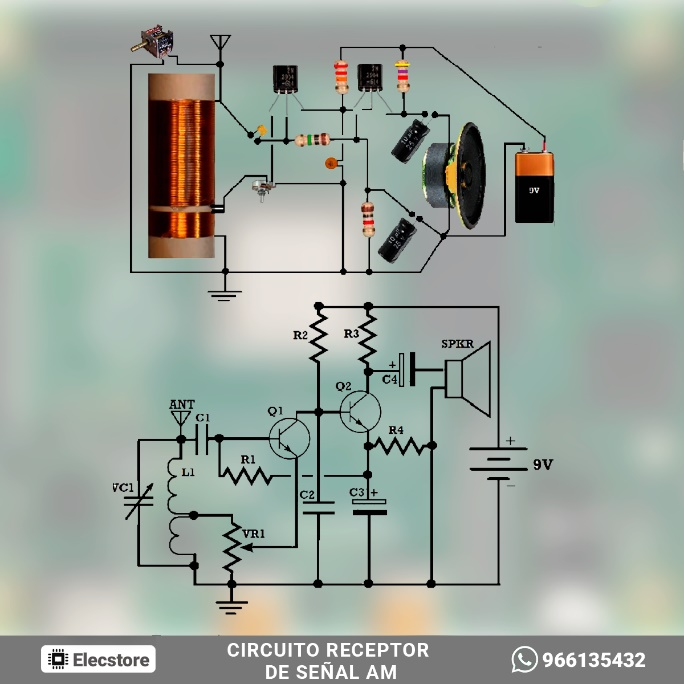 9V
R2
R3
SPKR
C4
+
Q2
ANT
C1
Q1
R4
VC1
L1
R1
C2
C3
+
+
9V
VR1
Elecstore
CIRCUITO RECEPTOR
DE SEÑAL AM
966135432